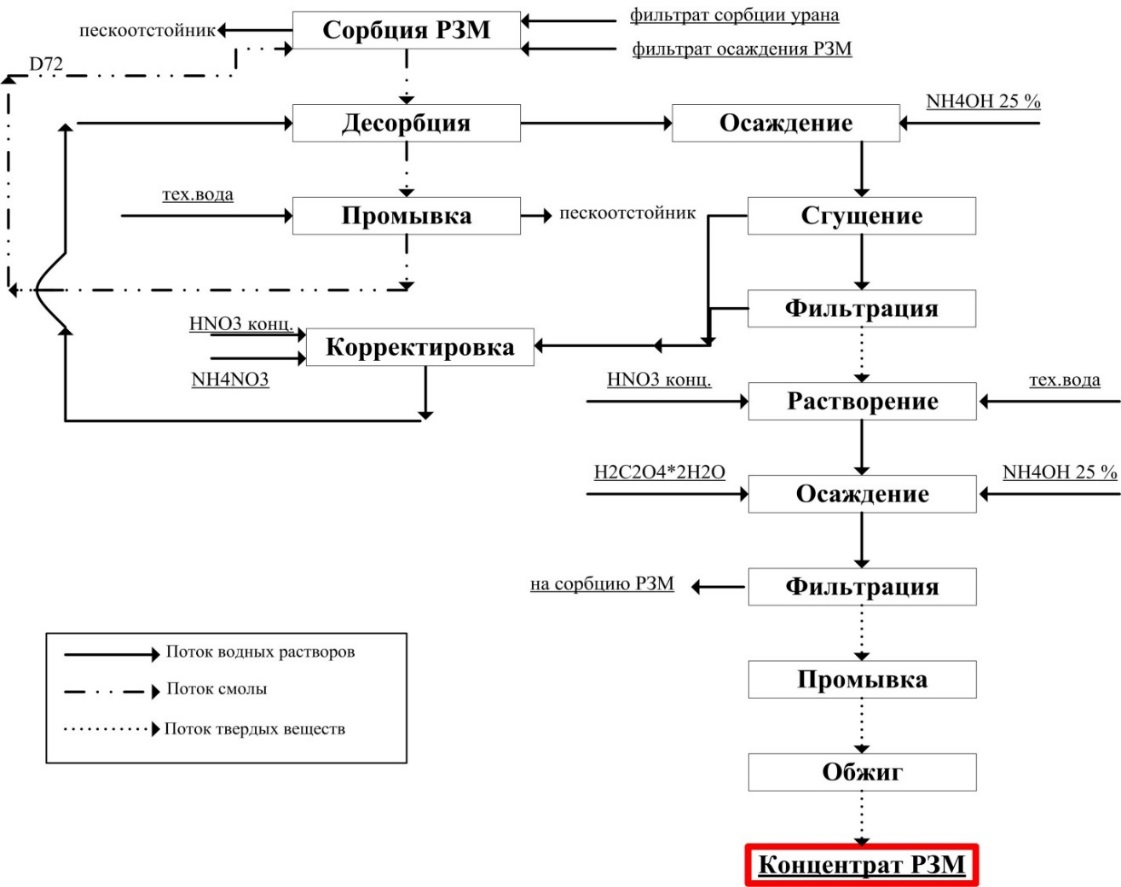 фильтрат сорбции урана
пескоотстойник
Сорбция РЗМ
фильтрат осаждения РЗМ
D72
NH4OH 25 %
Десорбция
Осаждение
тех.вода
Промывка
пескоотстойник
Сгущение
Фильтрация
HNO3 конц.
Корректировка
NH4NO3
HNO3 конц.
тех.вода
Растворение
H2C2O4*2H2O
NH4OH 25 %
Осаждение
на сорбцию РЗМ
Фильтрация
Поток водных растворов
Поток смолы
Поток твердых веществ
Промывка
Обжиг
Концентрат РЗМ